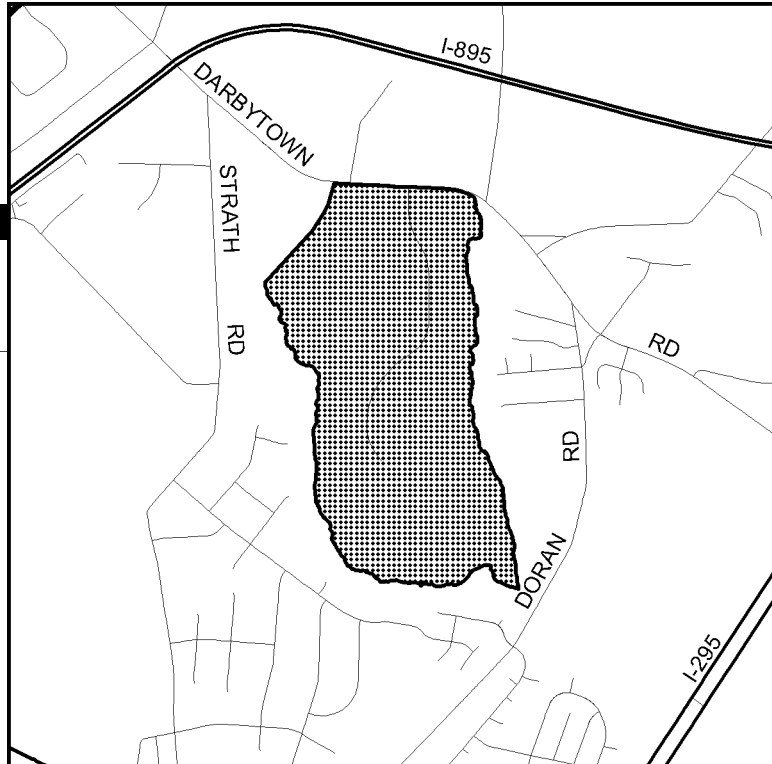 I-895
DARBYTOWN
STRATH
RD
RD
RD
DORAN
I-295